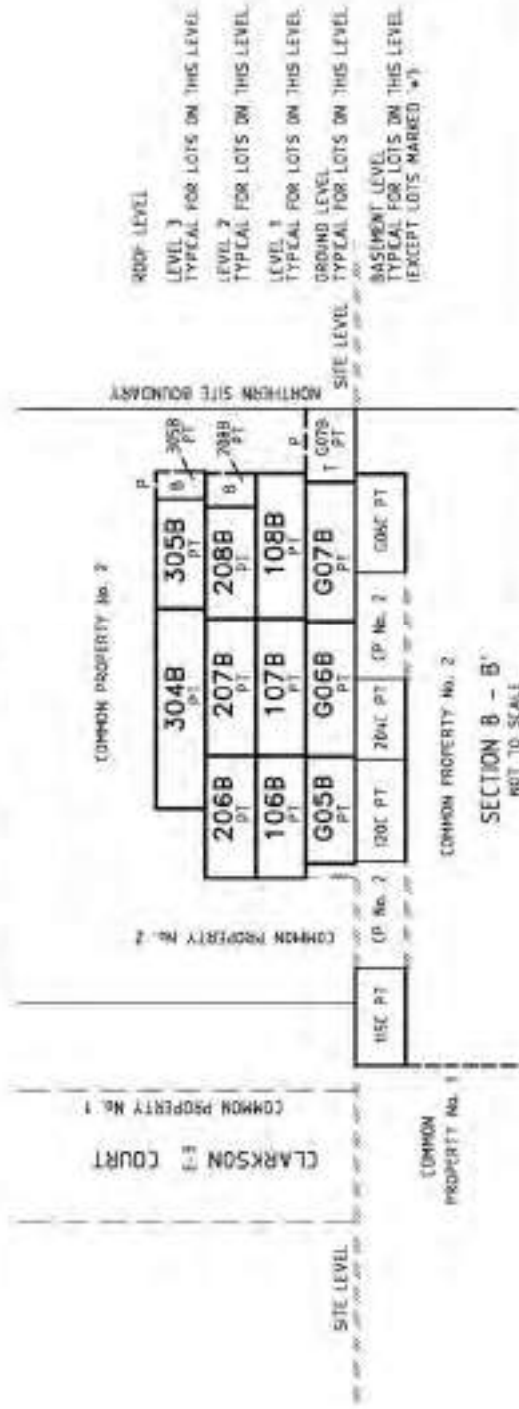 COMMON PROPERTY No. 2
ROOF LEVEL
P
304B
PT
305B
PT
B
305B
PT
LEVEL 3
TYPICAL FOR LOTS ON THIS LEVEL
206B
PT
207B
PT
208B
PT
B
208B
PT
LEVEL 2
TYPICAL FOR LOTS ON THIS LEVEL
106B
PT
107B
PT
108B
PT
P
LEVEL 1
TYPICAL FOR LOTS ON THIS LEVEL
G05B
PT
G06B
PT
G07B
PT
T
G07B
PT
GROUND LEVEL
TYPICAL FOR LOTS ON THIS LEVEL
NORTHERN SITE BOUNDARY
COMMON PROPERTY No. 2
COMMON PROPERTY No. 1
CLARKSON
COURT
SITE LEVEL
SITE LEVEL
115C PT
CP No. 2
120C PT
204C PT
CP No. 2
G06C PT
BASEMENT LEVEL
TYPICAL FOR LOTS ON THIS LEVEL
(EXCEPT LOTS MARKED '*')
COMMON
PROPERTY No. 1
COMMON PROPERTY No. 2
SECTION B - B'
NOT TO SCALE